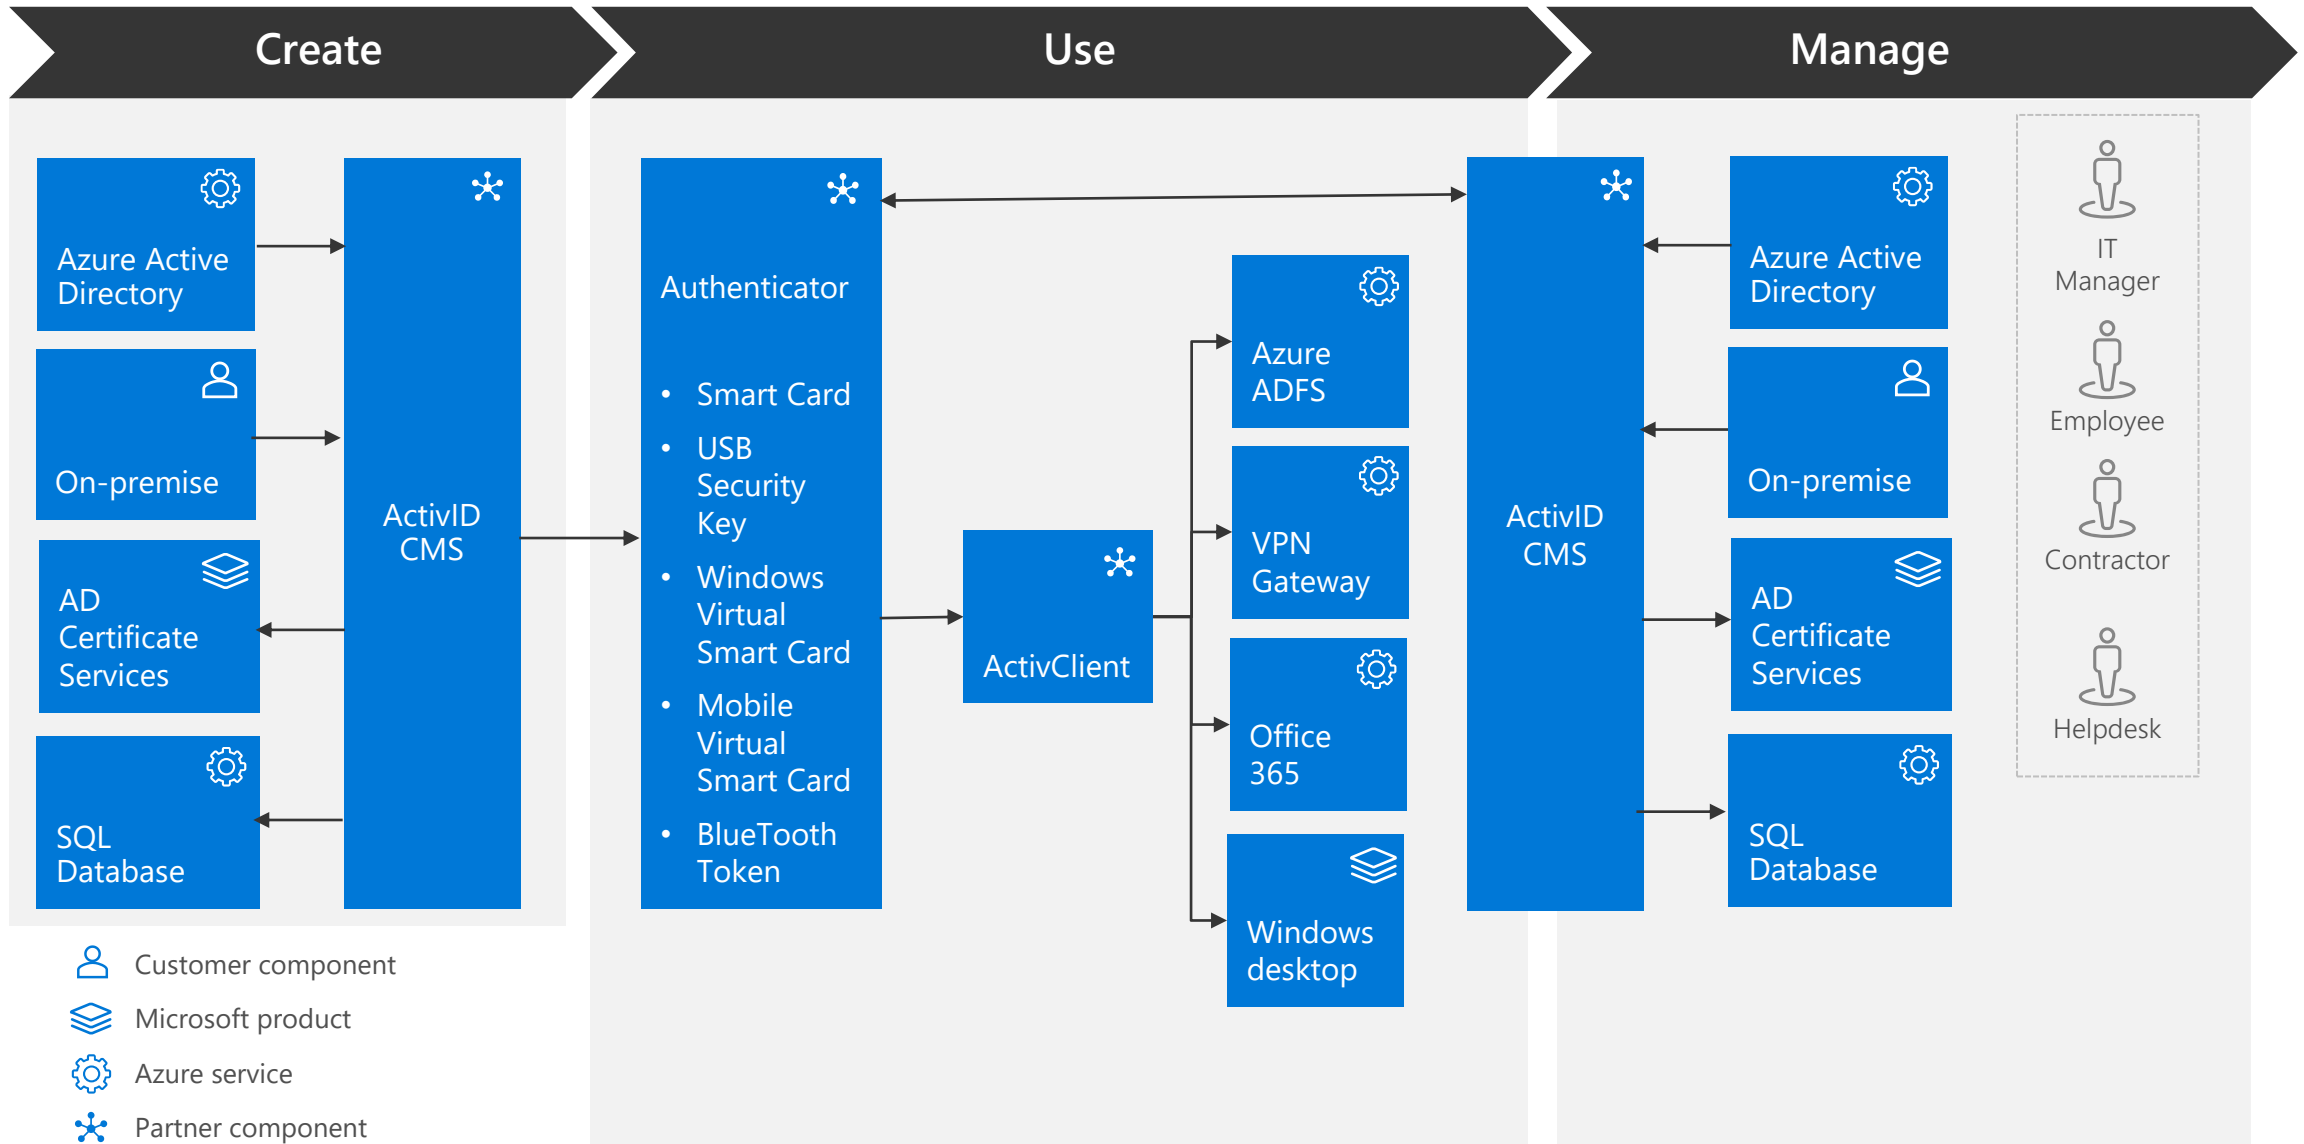 Create
Use
Manage
Azure Active
Directory
On-premise
AD
Certificate
Services
SQL
Database
ActivID
CMS
Authenticator
• Smart Card
• USB
Security
Key
• Windows
Virtual
Smart Card
• Mobile
Virtual
Smart Card
• BlueTooth
Token
ActivClient
Azure
ADFS
VPN
Gateway
Office
365
Windows
desktop
ActivID
CMS
Azure Active
Directory
On-premise
AD
Certificate
Services
SQL
Database
IT
Manager
Employee
Contractor
Helpdesk
Customer component
Microsoft product
Azure service
Partner component